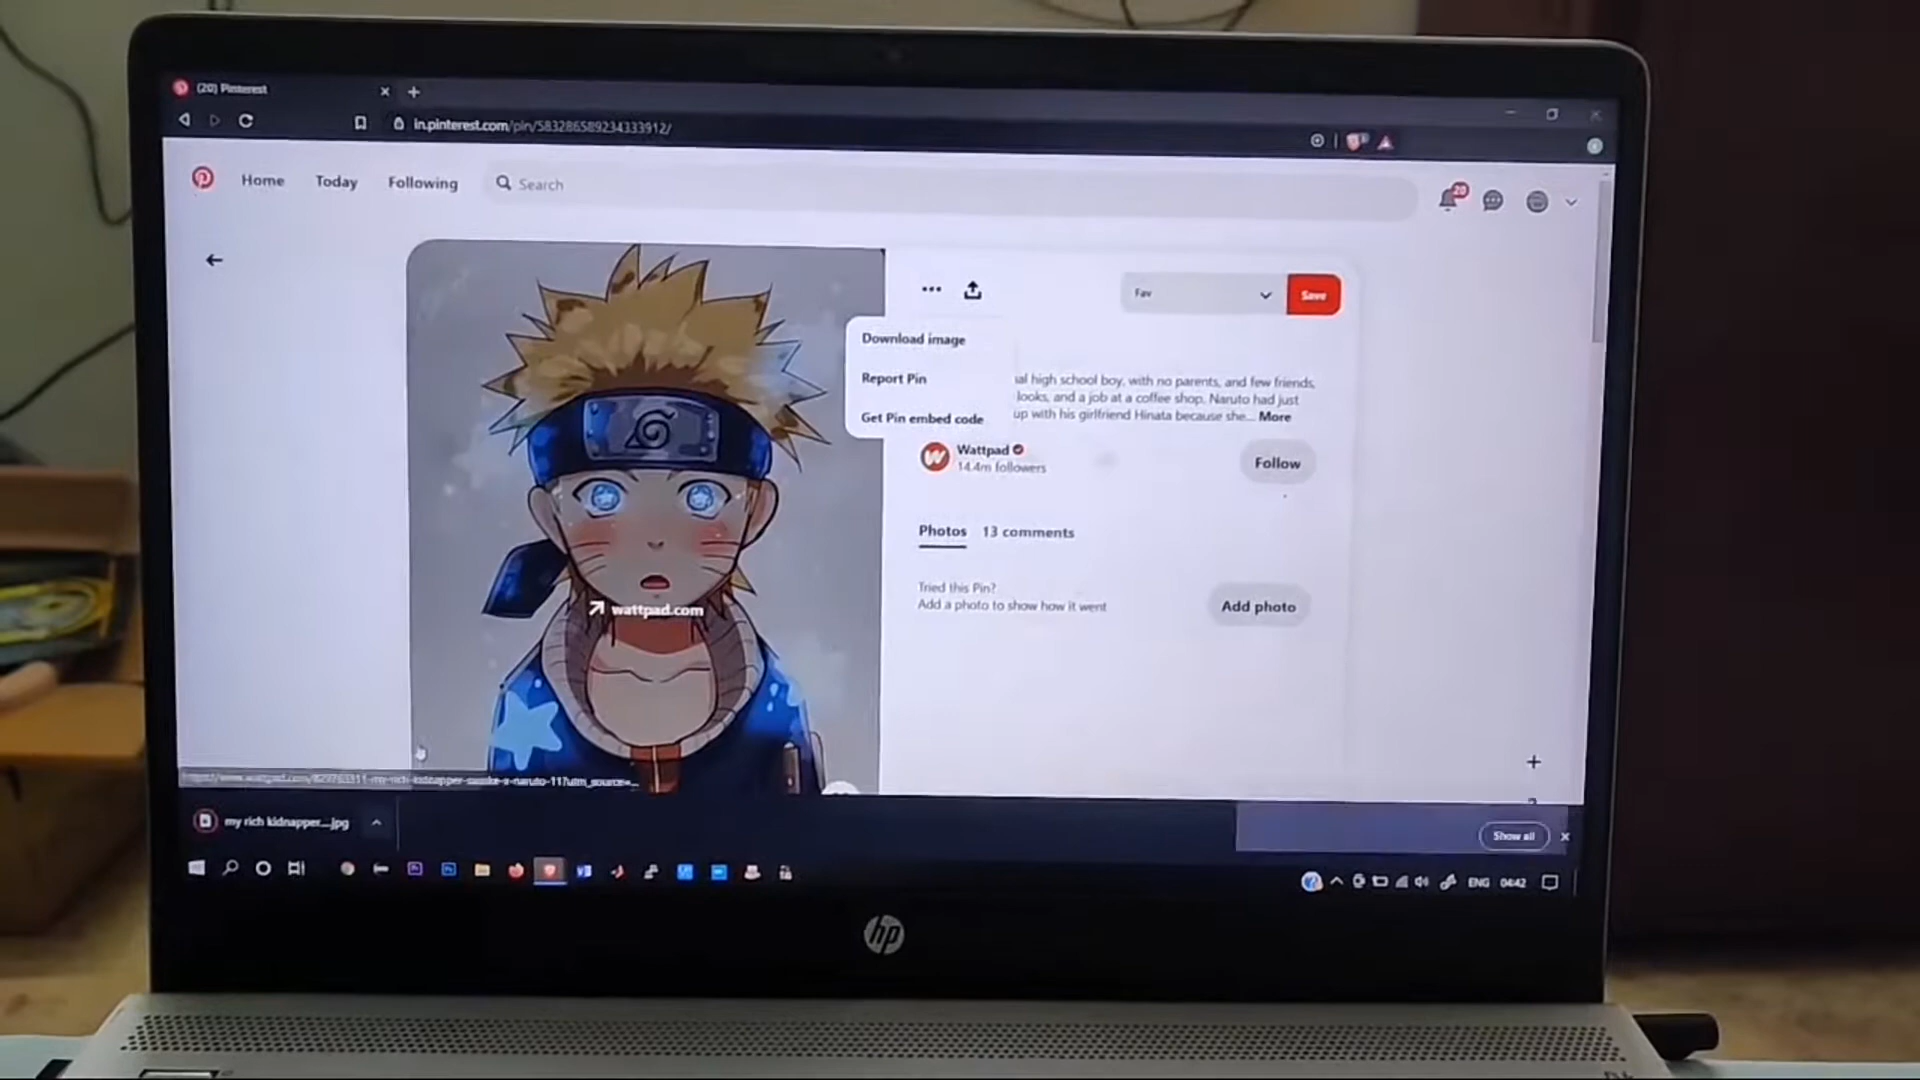 (20) Pinterest
in.pinterest.com/pin/583286589234333912/
Home Today Following Search
20
Fav
Save
Download image
Report Pin
Get Pin embed code
al high school boy, with no parents, and few friends,
looks, and a job at a coffee shop. Naruto had just
up with his girlfriend Hinata because she... More
Wattpad
14.4m followers
Follow
Photos 13 comments
Tried this Pin?
Add a photo to show how it went
Add photo
wattpad.com
my rich kidnapper....jpg
Show all
ENG 04:42
hp